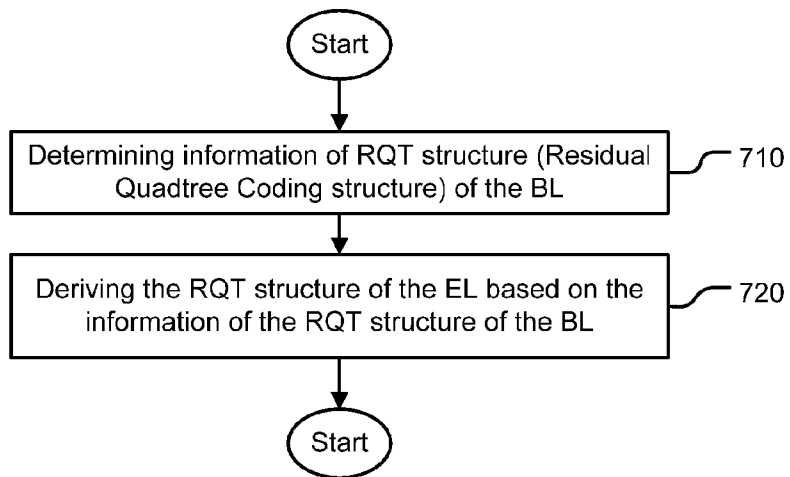 Start
Determining information of RQT structure (Residual
Quadtree Coding structure) of the BL
710
Deriving the RQT structure of the EL based on the
information of the RQT structure of the BL
720
Start